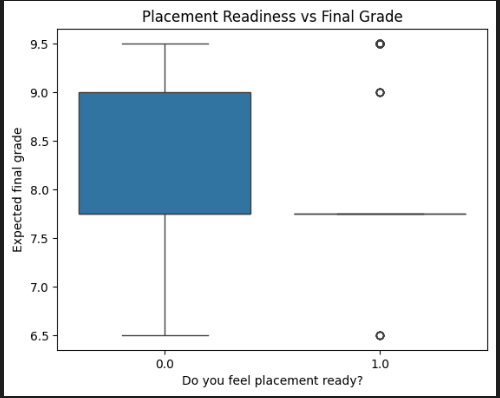 Placement Readiness vs Final Grade
Expected final grade
9.5
9.0
8.5
8.0
7.5
7.0
6.5
0.0 1.0
Do you feel placement ready?